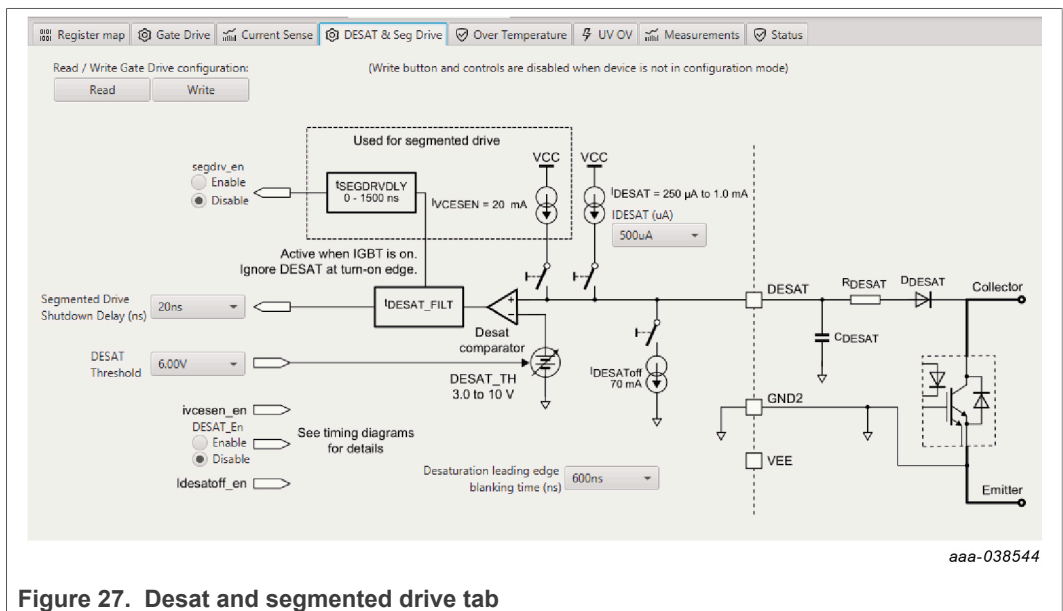 Register map Gate Drive Current Sense DESAT & Seg Drive Over Temperature UV OV Measurements Status
Read / Write Gate Drive configuration:
(Write button and controls are disabled when device is not in configuration mode)
Read Write
Used for segmented drive
VCC VCC
segdrv_en
Enable
Disable
tSEGDRVDLY
0 - 1500 ns
IVCESEN = 20 mA
IDESAT = 250 µA to 1.0 mA
IDESAT (uA)
500uA
Active when IGBT is on.
Ignore DESAT at turn-on edge.
Segmented Drive
Shutdown Delay (ns)
20ns
tDESAT_FILT
+
−
Desat
comparator
DESAT
RDESAT
DDESAT
Collector
CDESAT
DESAT
Threshold
6.00V
DESAT_TH
3.0 to 10 V
IDESAToff
70 mA
GND2
ivcesen_en
DESAT_En
Enable
Disable
See timing diagrams
for details
Idesatoff_en
Desaturation leading edge
blanking time (ns)
600ns
VEE
Emitter
aaa-038544
Figure 27. Desat and segmented drive tab